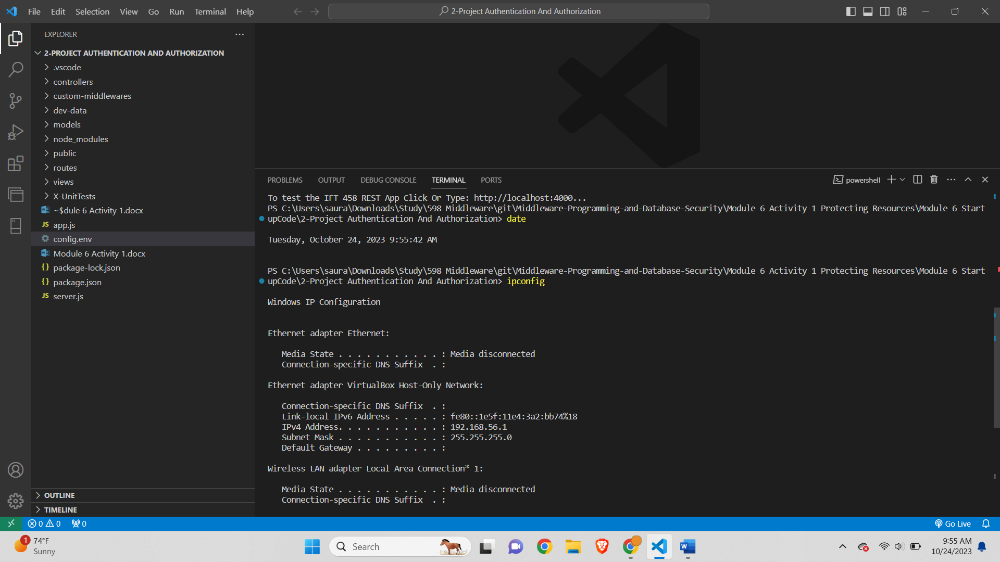 File Edit Selection View Go Run Terminal Help
2-Project Authentication And Authorization
EXPLORER
2-PROJECT AUTHENTICATION AND AUTHORIZATION
.vscode
controllers
custom-middlewares
dev-data
models
node_modules
public
routes
views
X-UnitTests
~$dule 6 Activity 1.docx
JS app.js
config.env
Module 6 Activity 1.docx
{} package-lock.json
{} package.json
JS server.js
OUTLINE
TIMELINE
PROBLEMS OUTPUT DEBUG CONSOLE TERMINAL PORTS
powershell
To test the IFT 458 REST App Click Or Type: http://localhost:4000...
PS C:\Users\saura\Downloads\Study\598 Middleware\git\Middleware-Programming-and-Database-Security\Module 6 Activity 1 Protecting Resources\Module 6 Start
upCode\2-Project Authentication And Authorization> date
Tuesday, October 24, 2023 9:55:42 AM
PS C:\Users\saura\Downloads\Study\598 Middleware\git\Middleware-Programming-and-Database-Security\Module 6 Activity 1 Protecting Resources\Module 6 Start
upCode\2-Project Authentication And Authorization> ipconfig
Windows IP Configuration
Ethernet adapter Ethernet:
Media State . . . . . . . . . . . : Media disconnected
Connection-specific DNS Suffix  . :
Ethernet adapter VirtualBox Host-Only Network:
Connection-specific DNS Suffix  . :
Link-local IPv6 Address . . . . . : fe80::1e5f:11e4:3a2:bb74%18
IPv4 Address. . . . . . . . . . . : 192.168.56.1
Subnet Mask . . . . . . . . . . . : 255.255.255.0
Default Gateway . . . . . . . . . :
Wireless LAN adapter Local Area Connection* 1:
Media State . . . . . . . . . . . : Media disconnected
Connection-specific DNS Suffix  . :
0 0 0
Go Live
1
74°F
Sunny
Search
9:55 AM
10/24/2023